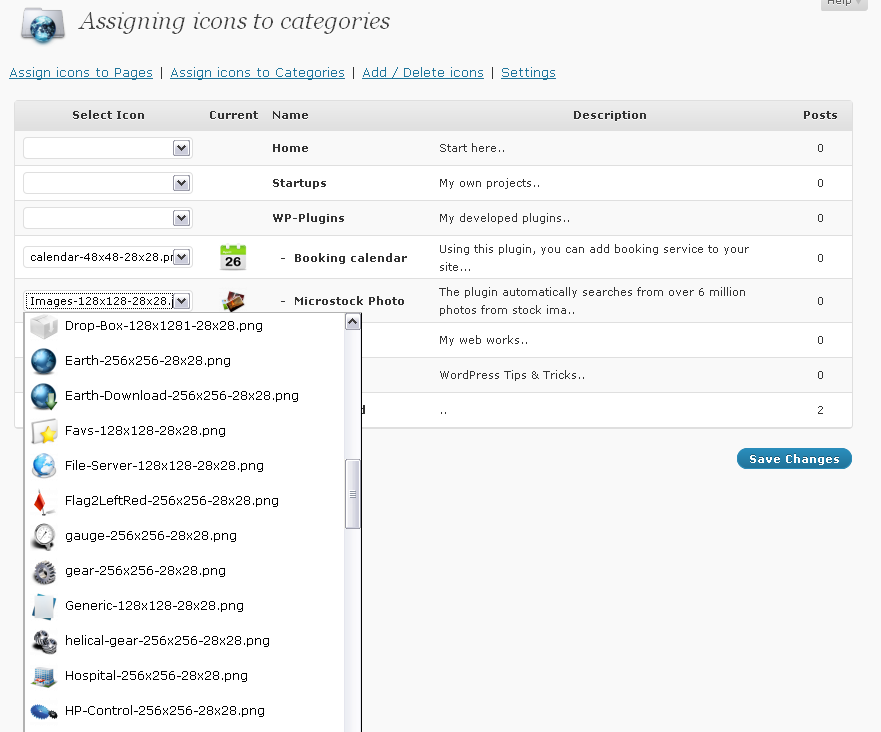 Help
Assigning icons to categories
Assign icons to Pages | Assign icons to Categories | Add / Delete icons | Settings
Select Icon Current Name Description Posts
Home Start here.. 0
Startups My own projects.. 0
WP-Plugins My developed plugins.. 0
calendar-48x48-28x28.pn 26 - Booking calendar Using this plugin, you can add booking service to your
site... 0
Images-128x128-28x28.j - Microstock Photo The plugin automatically searches from over 6 million
photos from stock ima.. 0
My web works.. 0
WordPress Tips & Tricks.. 0
d .. 2
Save Changes
Drop-Box-128x1281-28x28.png
Earth-256x256-28x28.png
Earth-Download-256x256-28x28.png
Favs-128x128-28x28.png
File-Server-128x128-28x28.png
Flag2LeftRed-256x256-28x28.png
gauge-256x256-28x28.png
gear-256x256-28x28.png
Generic-128x128-28x28.png
helical-gear-256x256-28x28.png
Hospital-256x256-28x28.png
HP-Control-256x256-28x28.png